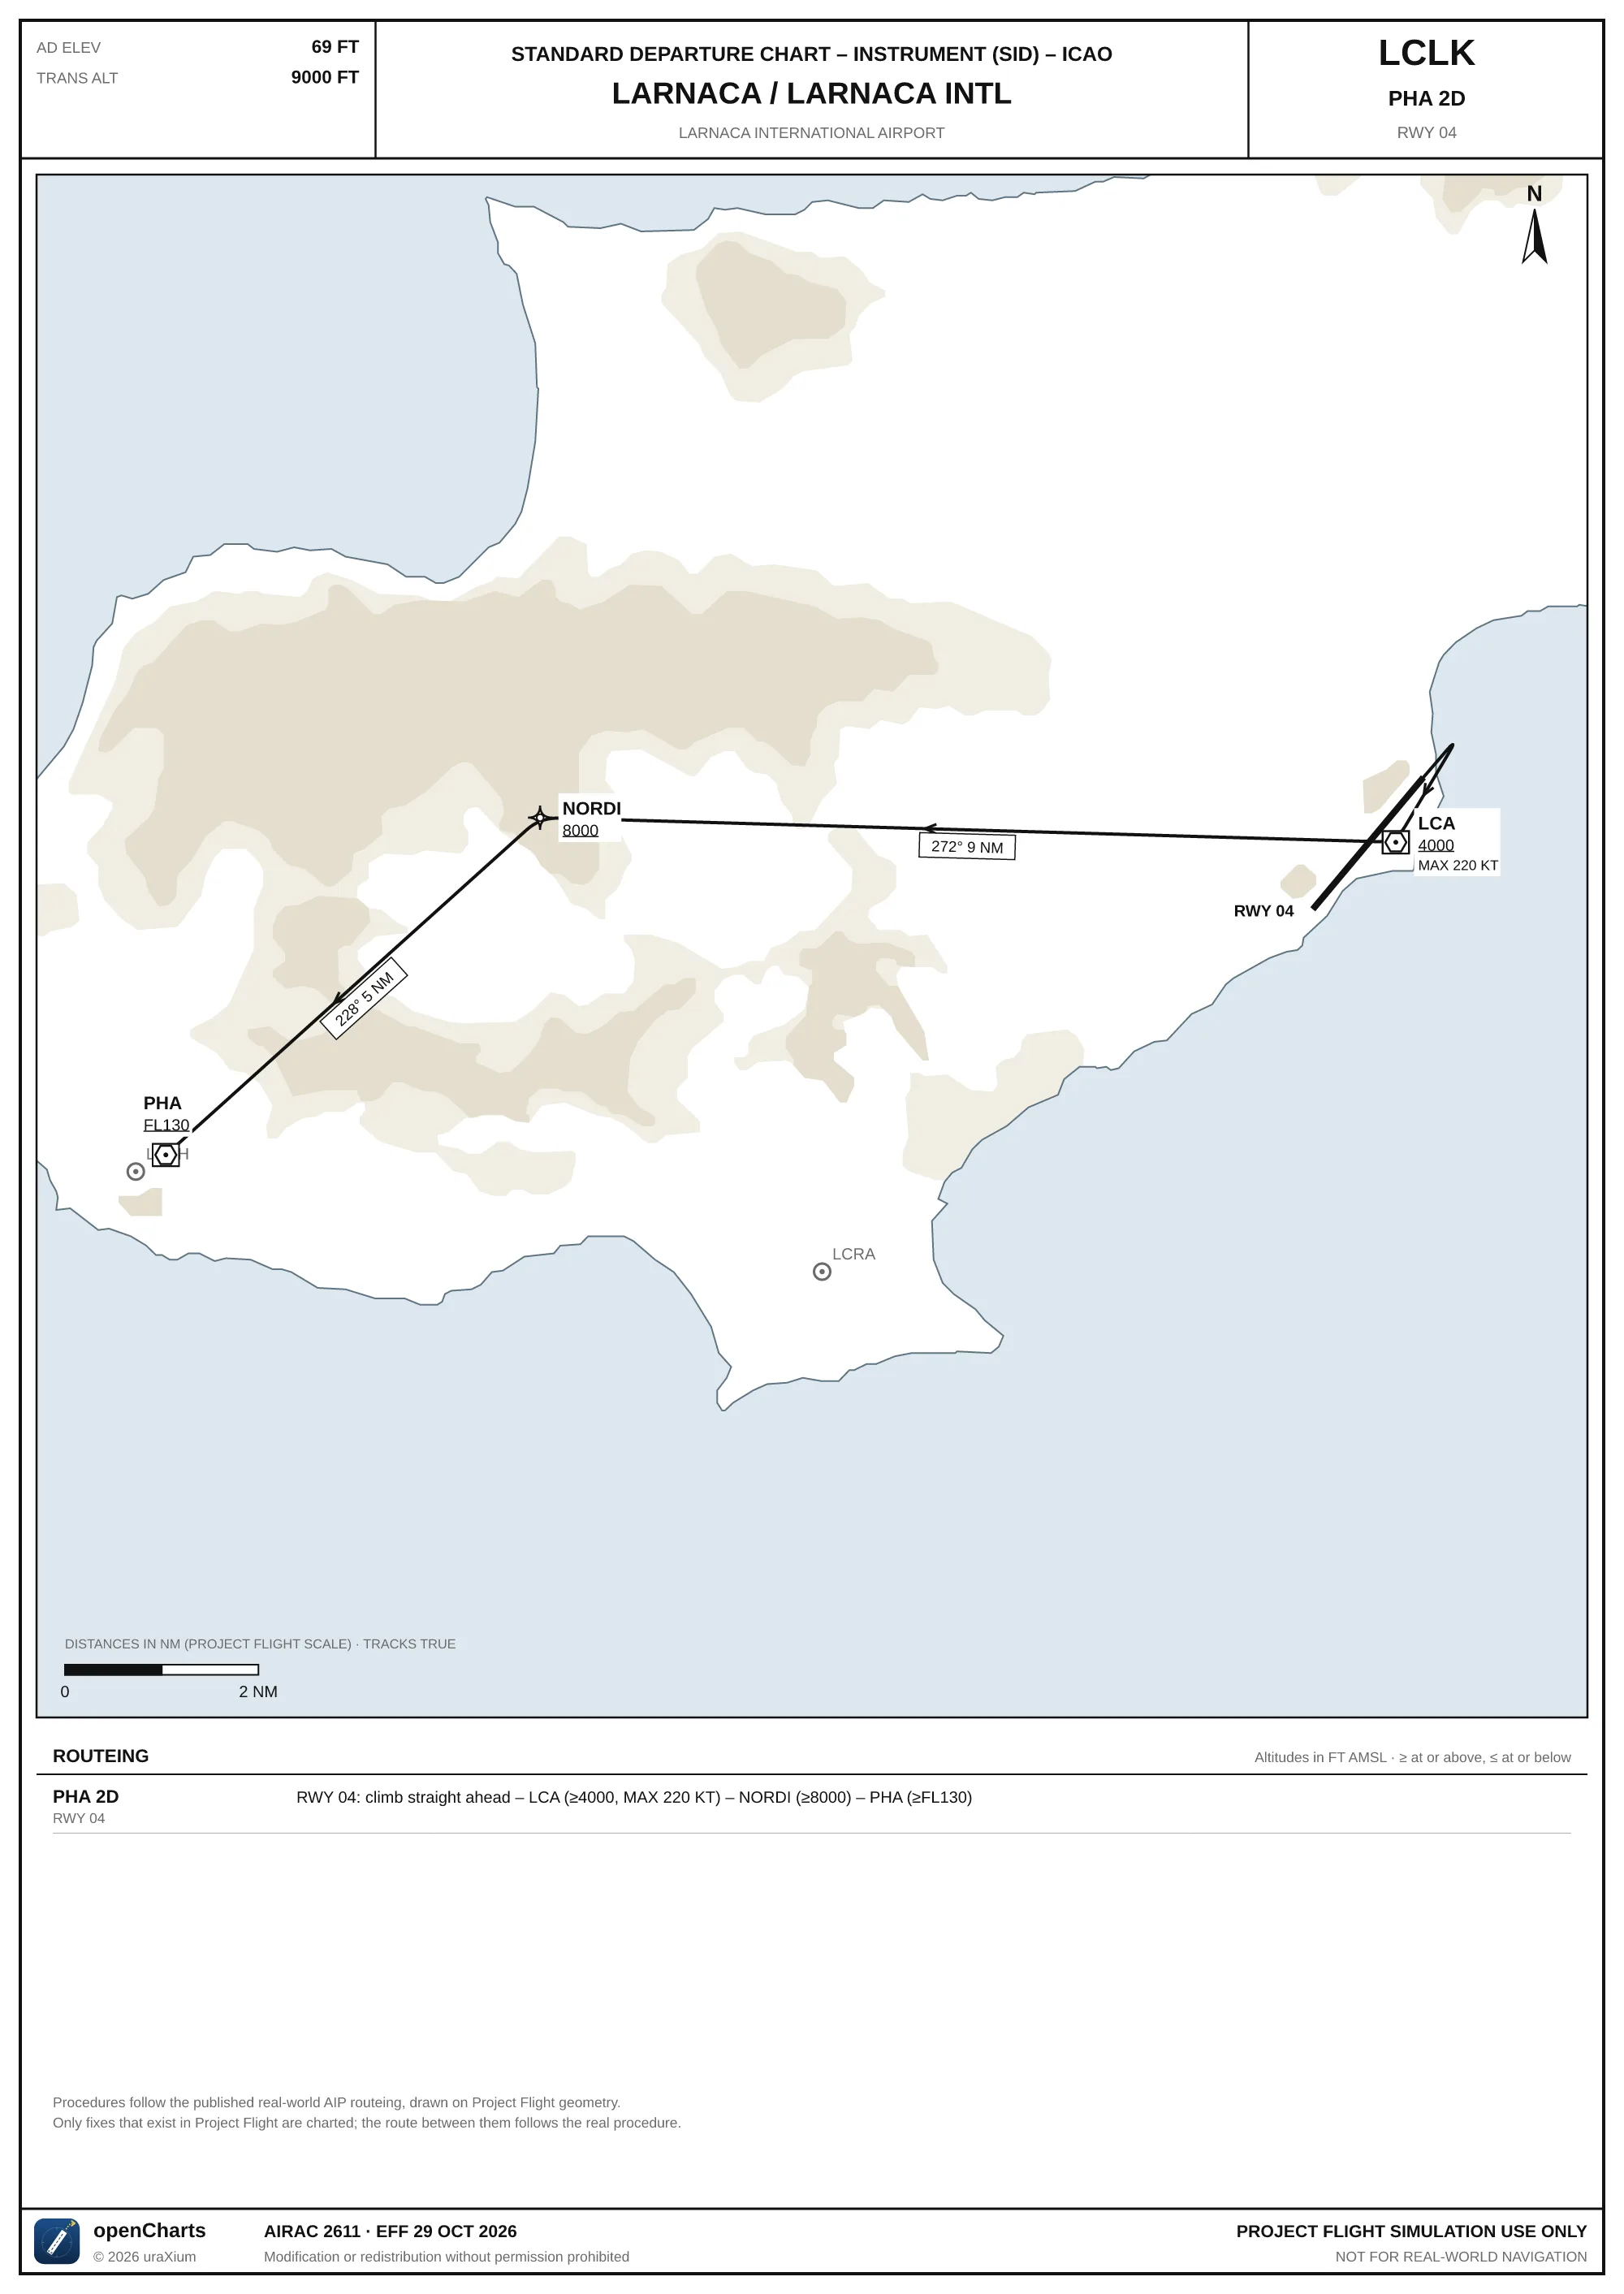 AD ELEV 69 FT
TRANS ALT 9000 FT
STANDARD DEPARTURE CHART – INSTRUMENT (SID) – ICAO
LARNACA / LARNACA INTL
LARNACA INTERNATIONAL AIRPORT
LCLK
PHA 2D
RWY 04
N
NORDI
8000
272° 9 NM
LCA
4000
MAX 220 KT
RWY 04
228° 5 NM
PHA
FL130
LCRA
DISTANCES IN NM (PROJECT FLIGHT SCALE) · TRACKS TRUE
0 2 NM
ROUTEING
Altitudes in FT AMSL · ≥ at or above, ≤ at or below
PHA 2D
RWY 04: climb straight ahead – LCA (≥4000, MAX 220 KT) – NORDI (≥8000) – PHA (≥FL130)
RWY 04
Procedures follow the published real-world AIP routeing, drawn on Project Flight geometry.
Only fixes that exist in Project Flight are charted; the route between them follows the real procedure.
openCharts
© 2026 uraXium
AIRAC 2611 · EFF 29 OCT 2026
Modification or redistribution without permission prohibited
PROJECT FLIGHT SIMULATION USE ONLY
NOT FOR REAL-WORLD NAVIGATION